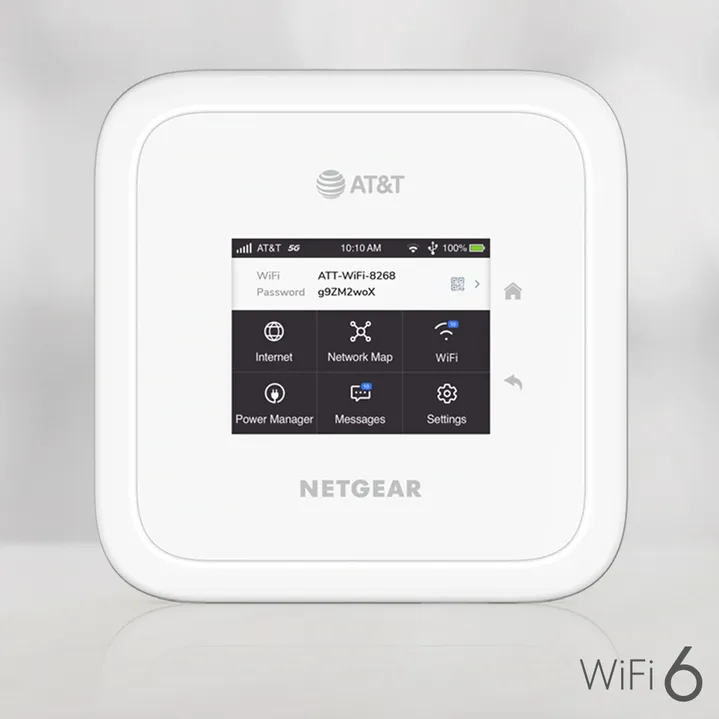 AT&T
AT&T 5G 10:10 AM 100%
WiFi ATT-WiFi-8268
Password g9ZM2woX
Internet Network Map WiFi
Power Manager Messages Settings
NETGEAR
WiFi 6